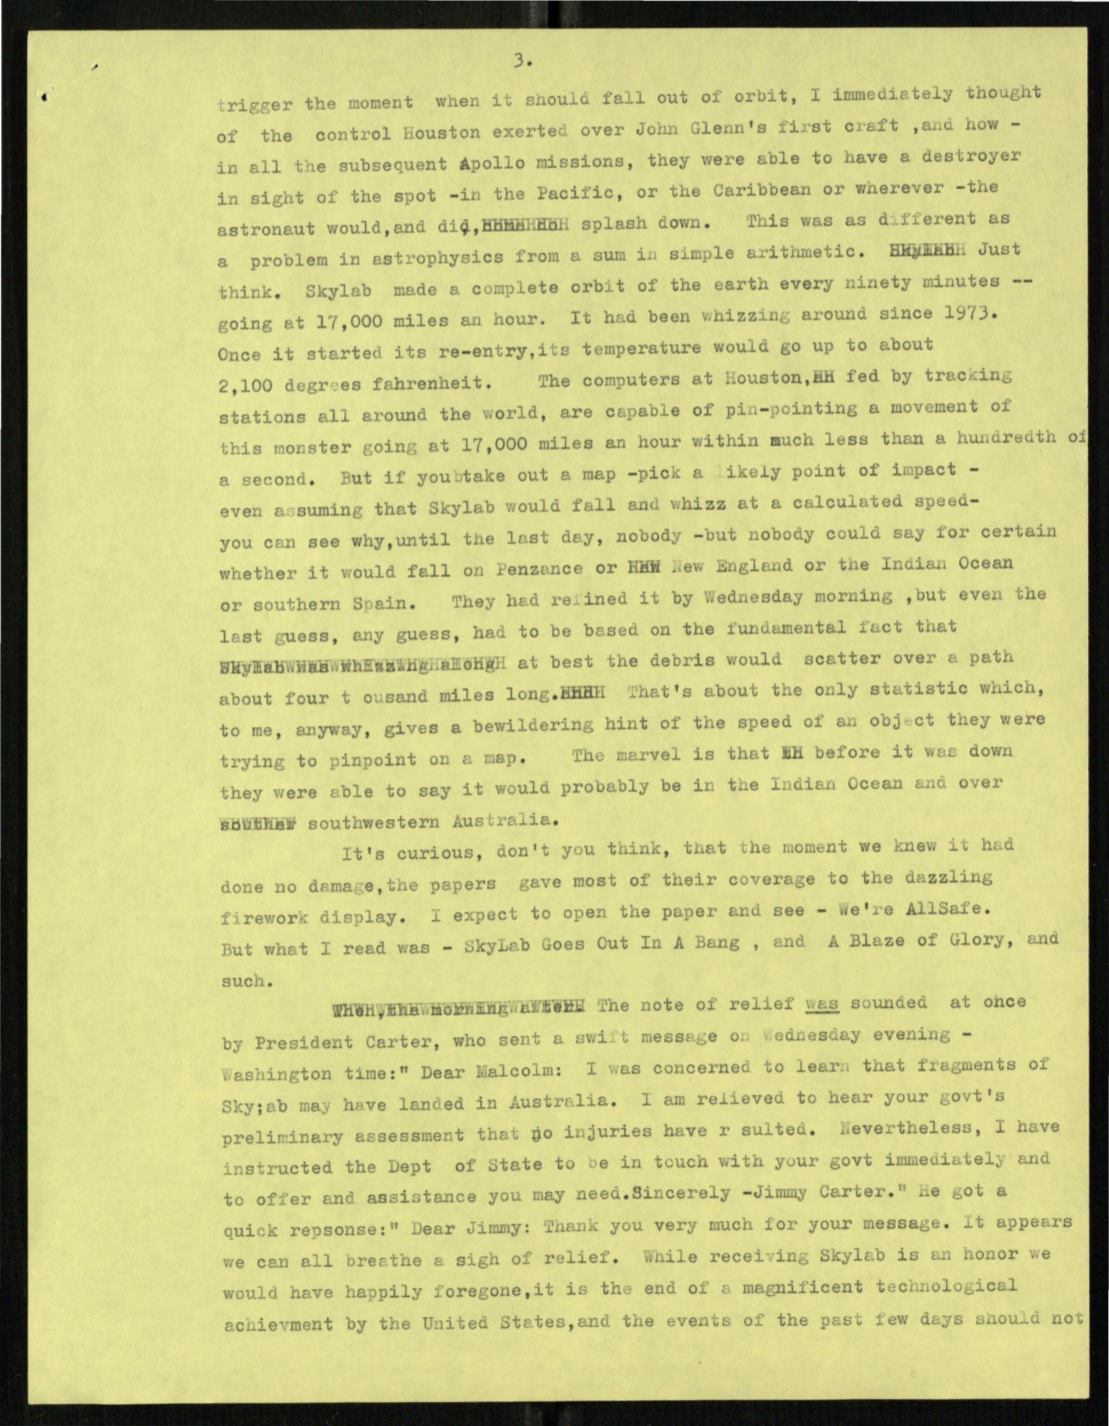 3.
trigger the moment when it should fall out of orbit, I immediately thought
of the control Houston exerted over John Glenn's first craft ,and how -
in all the subsequent Apollo missions, they were able to have a destroyer
in sight of the spot -in the Pacific, or the Caribbean or wherever -the
astronaut would,and did, splash down. This was as different as
a problem in astrophysics from a sum in simple arithmetic. Just
think. Skylab made a complete orbit of the earth every ninety minutes --
going at 17,000 miles an hour. It had been whizzing around since 1973.
Once it started its re-entry,its temperature would go up to about
2,100 degrees fahrenheit. The computers at Houston, fed by tracking
stations all around the world, are capable of pin-pointing a movement of
this monster going at 17,000 miles an hour within much less than a hundredth of
a second. But if youbtake out a map -pick a likely point of impact -
even assuming that Skylab would fall and whizz at a calculated speed-
you can see why,until the last day, nobody -but nobody could say for certain
whether it would fall on Penzance or New England or the Indian Ocean
or southern Spain. They had refined it by Wednesday morning ,but even the
last guess, any guess, had to be based on the fundamental fact that
at best the debris would scatter over a path
about four t ousand miles long. That's about the only statistic which,
to me, anyway, gives a bewildering hint of the speed of an object they were
trying to pinpoint on a map. The marvel is that before it was down
they were able to say it would probably be in the Indian Ocean and over
southwestern Australia.
It's curious, don't you think, that the moment we knew it had
done no damage,the papers gave most of their coverage to the dazzling
firework display. I expect to open the paper and see - We're AllSafe.
But what I read was - SkyLab Goes Out In A Bang , and A Blaze of Glory, and
such.
The note of relief was sounded at once
by President Carter, who sent a swift message on Wednesday evening -
Washington time:" Dear Malcolm: I was concerned to learn that fragments of
Sky;ab may have landed in Australia. I am relieved to hear your govt's
preliminary assessment that no injuries have r sulted. Nevertheless, I have
instructed the Dept of State to be in touch with your govt immediately and
to offer and assistance you may need.Sincerely -Jimmy Carter." He got a
quick repsonse:" Dear Jimmy: Thank you very much for your message. It appears
we can all breathe a sigh of relief. While receiving Skylab is an honor we
would have happily foregone,it is the end of a magnificent technological
achievment by the United States,and the events of the past few days should not